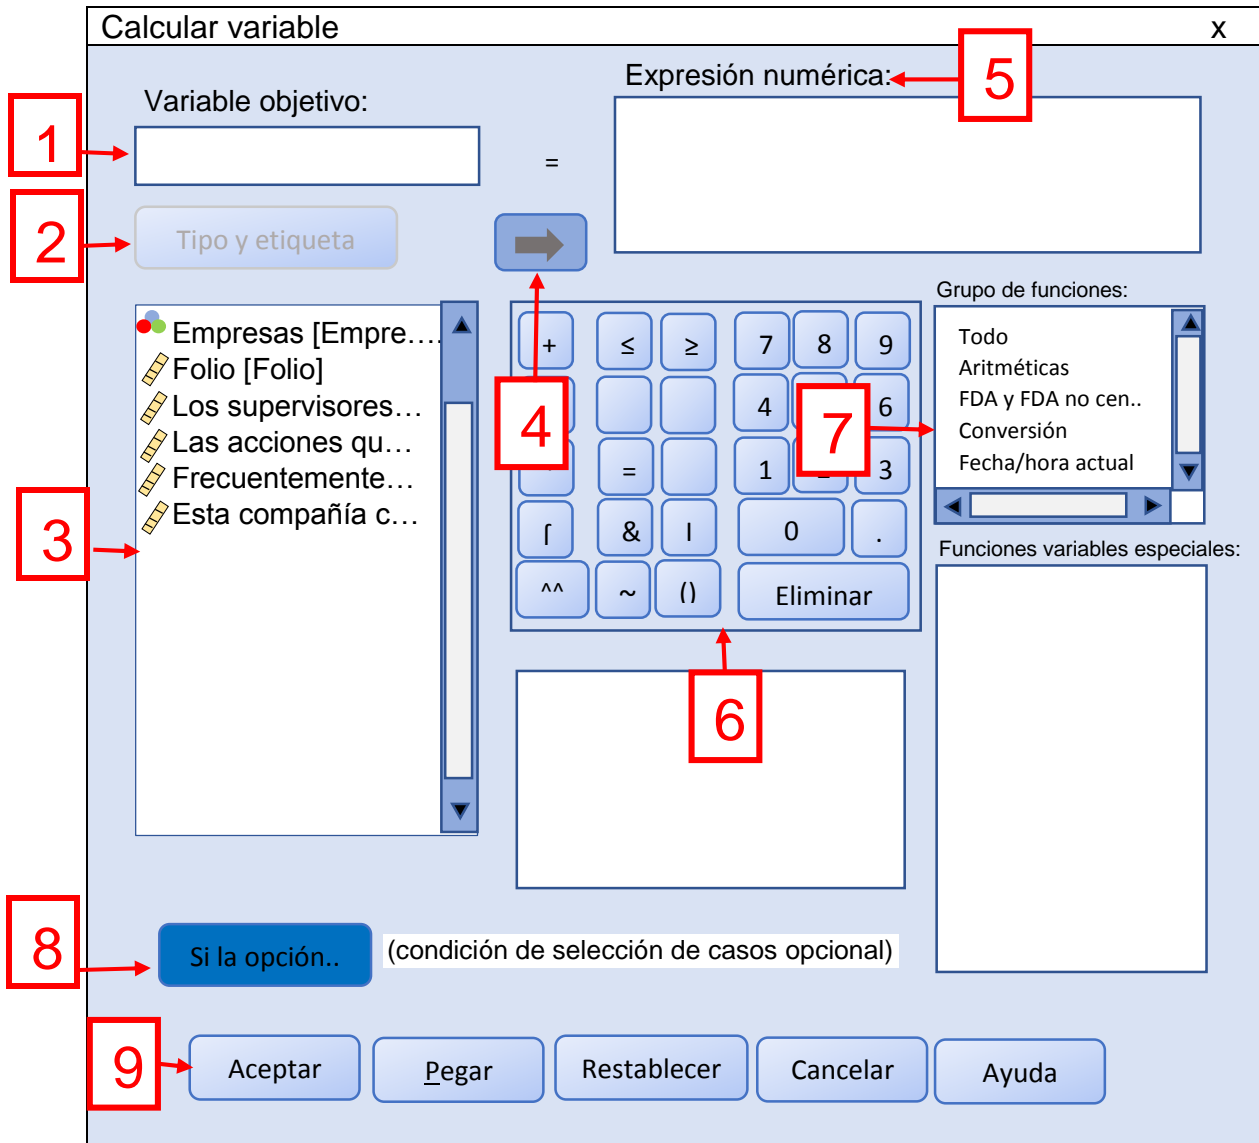 Calcular variable x
Expresión numérica:
5
Variable objetivo:
1
=
2
Tipo y etiqueta
Grupo de funciones:
Empresas [Empre….
Folio [Folio]
Los supervisores…
Las acciones qu…
Frecuentemente…
Esta compañía c…
3
4
+ ≤ ≥ 7 8 9
4 6
= 1 3
⌈ & I 0 .
^^ ~ () Eliminar
6
7
Todo
Aritméticas
FDA y FDA no cen..
Conversión
Fecha/hora actual
Funciones variables especiales:
8
Si la opción..
(condición de selección de casos opcional)
9
Aceptar
Pegar
Restablecer
Cancelar
Ayuda